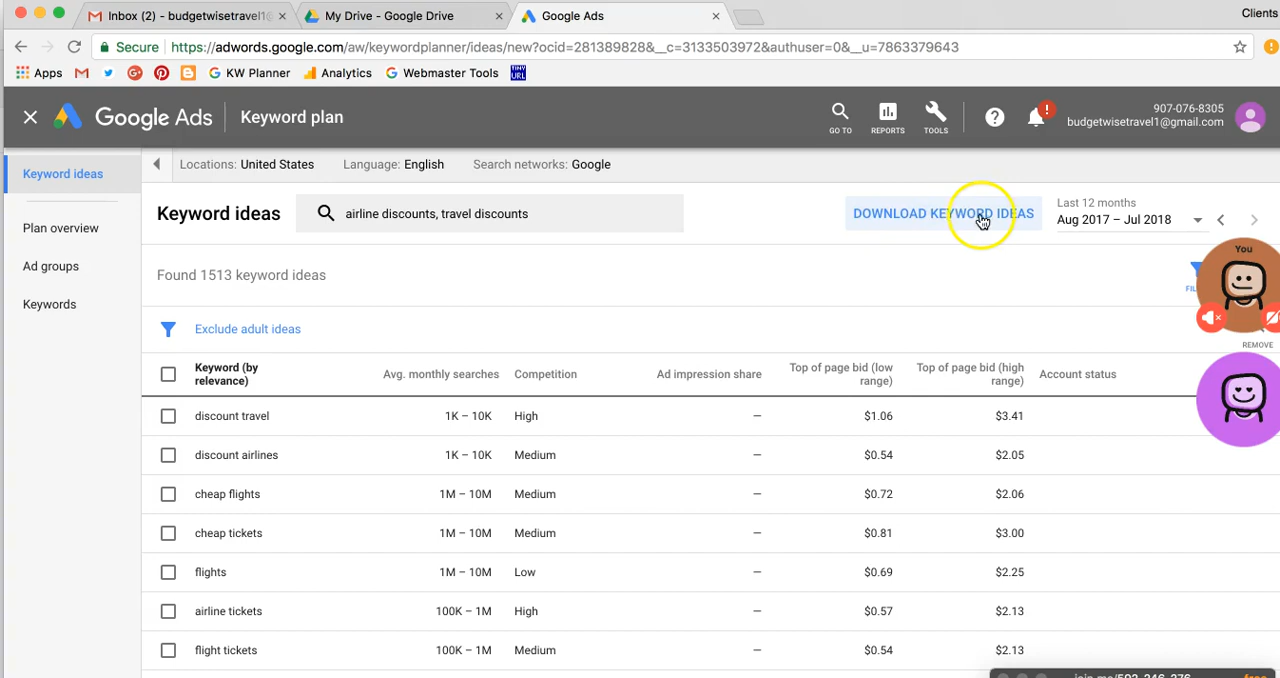 Inbox (2) - budgetwisetravel1@
My Drive - Google Drive
Google Ads
Clients
Secure
https://adwords.google.com/aw/keywordplanner/ideas/new?ocid=281389828&__c=3133503972&authuser=0&__u=7863379643
Apps
KW Planner
Analytics
Webmaster Tools
TINY
URL
Google Ads
Keyword plan
GO TO
REPORTS
TOOLS
907-076-8305
budgetwisetravel1@gmail.com
Keyword ideas
Plan overview
Ad groups
Keywords
Locations: United States
Language: English
Search networks: Google
Keyword ideas
airline discounts, travel discounts
DOWNLOAD KEYWORD IDEAS
Last 12 months
Aug 2017 – Jul 2018
Found 1513 keyword ideas
You
Exclude adult ideas
REMOVE
Keyword (by relevance) Avg. monthly searches Competition Ad impression share Top of page bid (low range) Top of page bid (high range) Account status
discount travel 1K – 10K High – $1.06 $3.41
discount airlines 1K – 10K Medium – $0.54 $2.05
cheap flights 1M – 10M Medium – $0.72 $2.06
cheap tickets 1M – 10M Medium – $0.81 $3.00
flights 1M – 10M Low – $0.69 $2.25
airline tickets 100K – 1M High – $0.57 $2.13
flight tickets 100K – 1M Medium – $0.54 $2.13